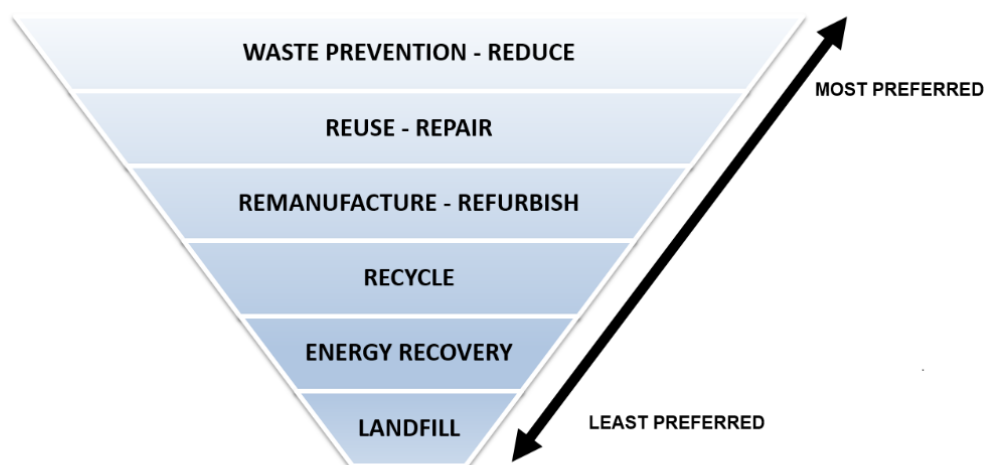 WASTE PREVENTION - REDUCE
MOST PREFERRED
REUSE - REPAIR
REMANUFACTURE - REFURBISH
RECYCLE
ENERGY RECOVERY
LANDFILL
LEAST PREFERRED